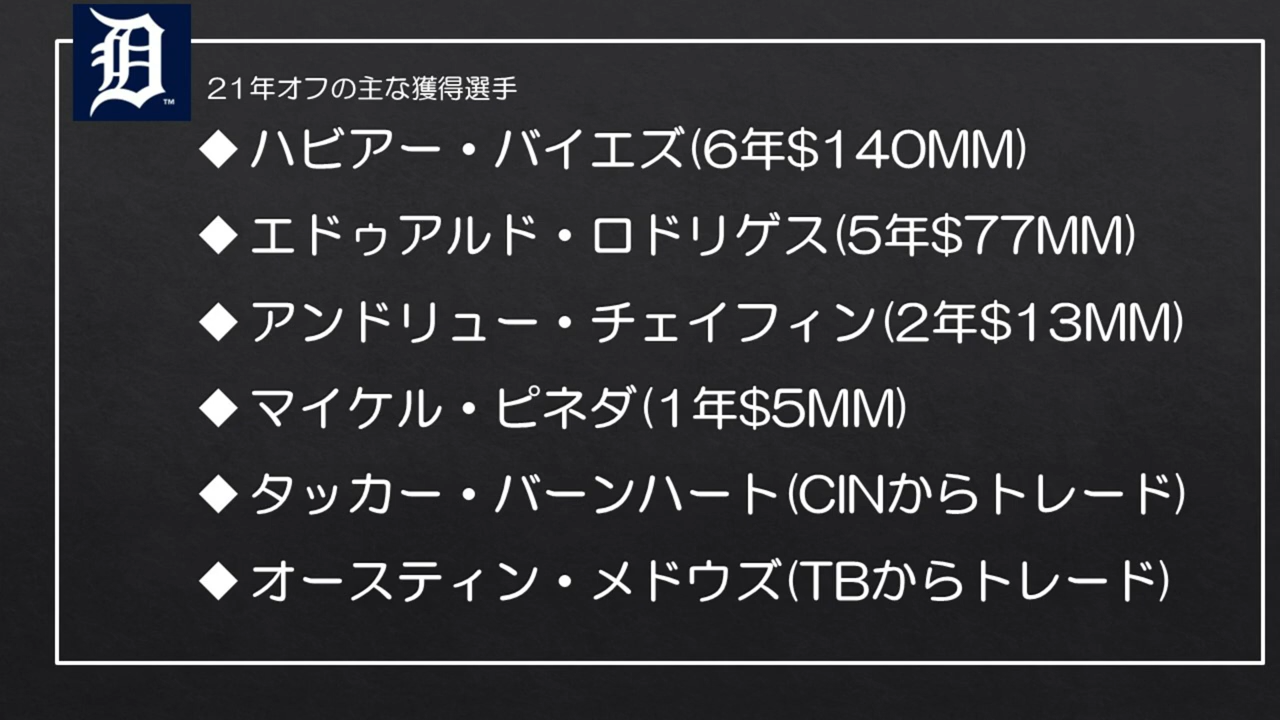 21年オフの主な獲得選手
◆ ハビアー・バイエズ(6年$140MM)
◆ エドゥアルド・ロドリゲス(5年$77MM)
◆ アンドリュー・チェイフィン(2年$13MM)
◆ マイケル・ピネダ(1年$5MM)
◆ タッカー・バーンハート(CINからトレード)
◆ オースティン・メドウズ(TBからトレード)